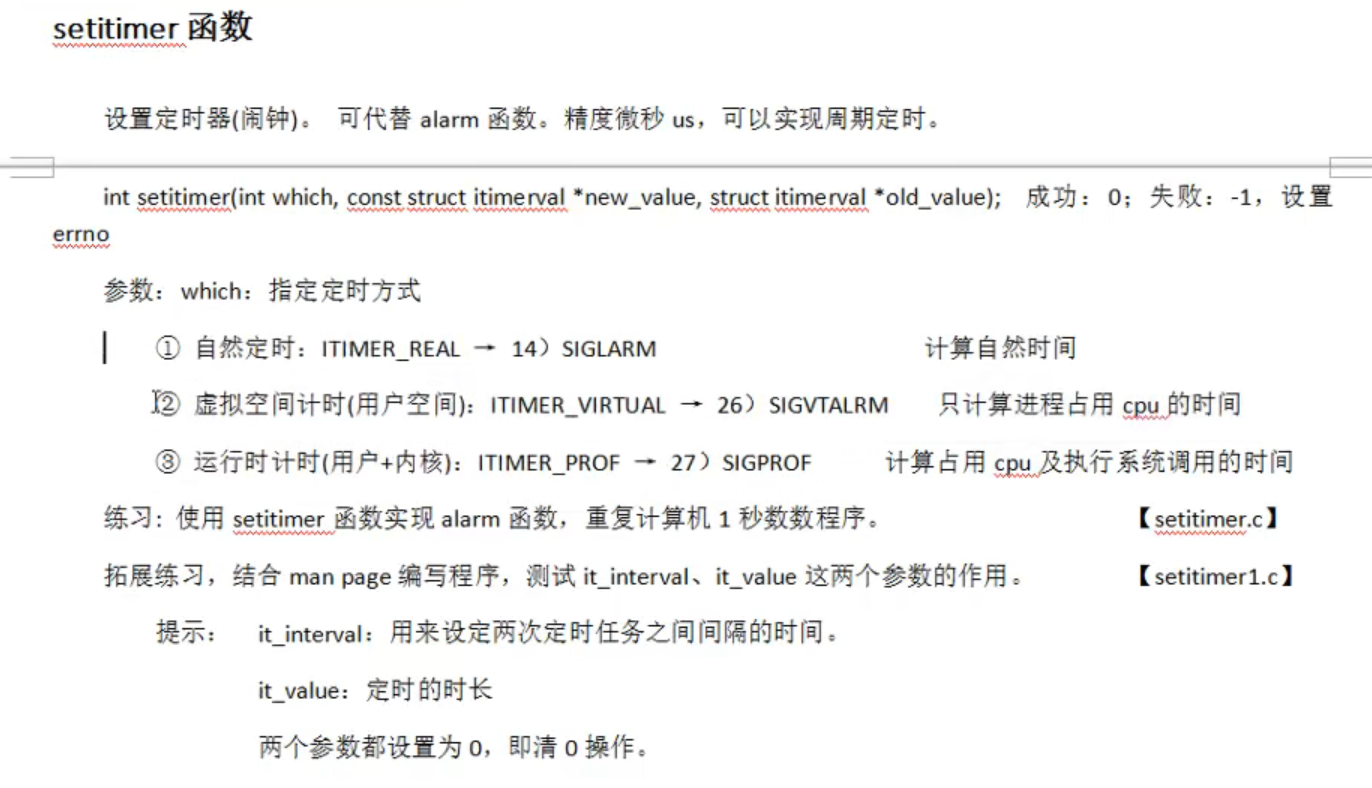 setitimer 函数
设置定时器(闹钟)。 可代替 alarm 函数。精度微秒 us，可以实现周期定时。
int setitimer(int which, const struct itimerval *new_value, struct itimerval *old_value); 成功：0；失败：-1，设置
errno
参数：which：指定定时方式
① 自然定时：ITIMER_REAL → 14）SIGLARM 计算自然时间
② 虚拟空间计时(用户空间)：ITIMER_VIRTUAL → 26）SIGVTALRM 只计算进程占用 cpu 的时间
③ 运行时计时(用户+内核)：ITIMER_PROF → 27）SIGPROF 计算占用 cpu 及执行系统调用的时间
练习: 使用 setitimer 函数实现 alarm 函数，重复计算机 1 秒数数程序。 【setitimer.c】
拓展练习，结合 man page 编写程序，测试 it_interval、it_value 这两个参数的作用。 【setitimer1.c】
提示： it_interval：用来设定两次定时任务之间间隔的时间。
it_value：定时的时长
两个参数都设置为 0，即清 0 操作。